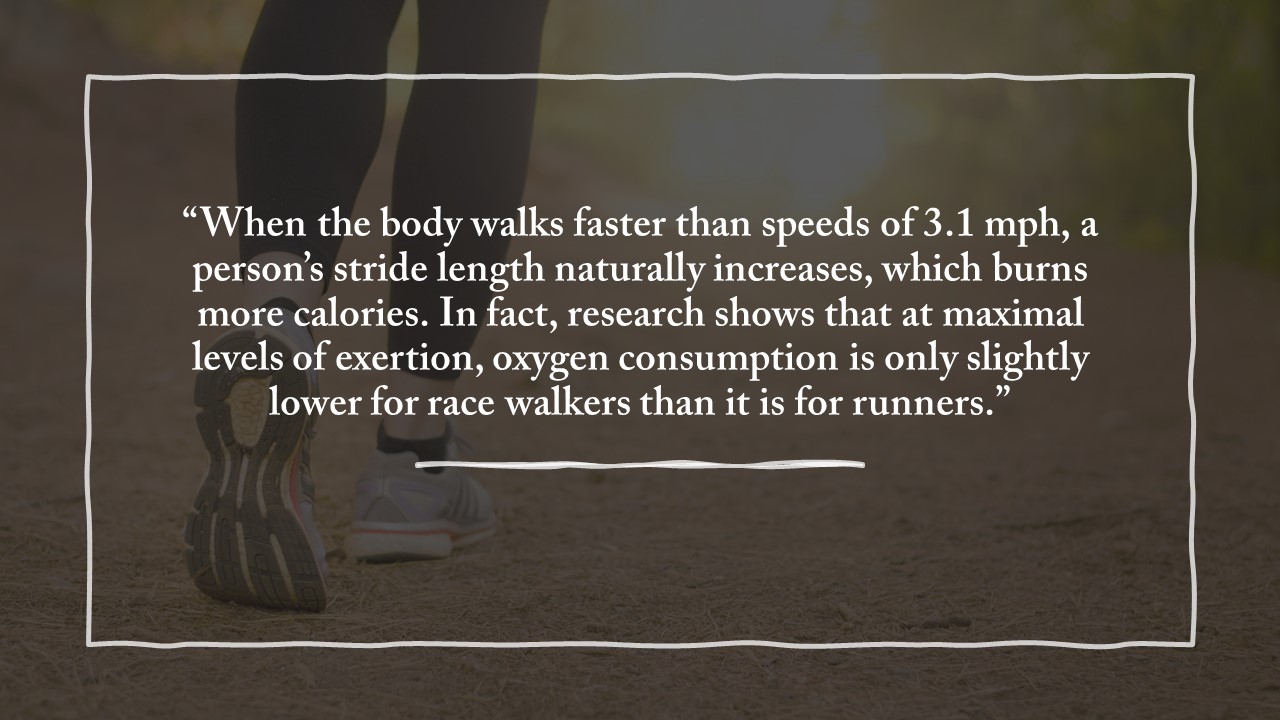 “When the body walks faster than speeds of 3.1 mph, a
person’s stride length naturally increases, which burns
more calories. In fact, research shows that at maximal
levels of exertion, oxygen consumption is only slightly
lower for race walkers than it is for runners.”